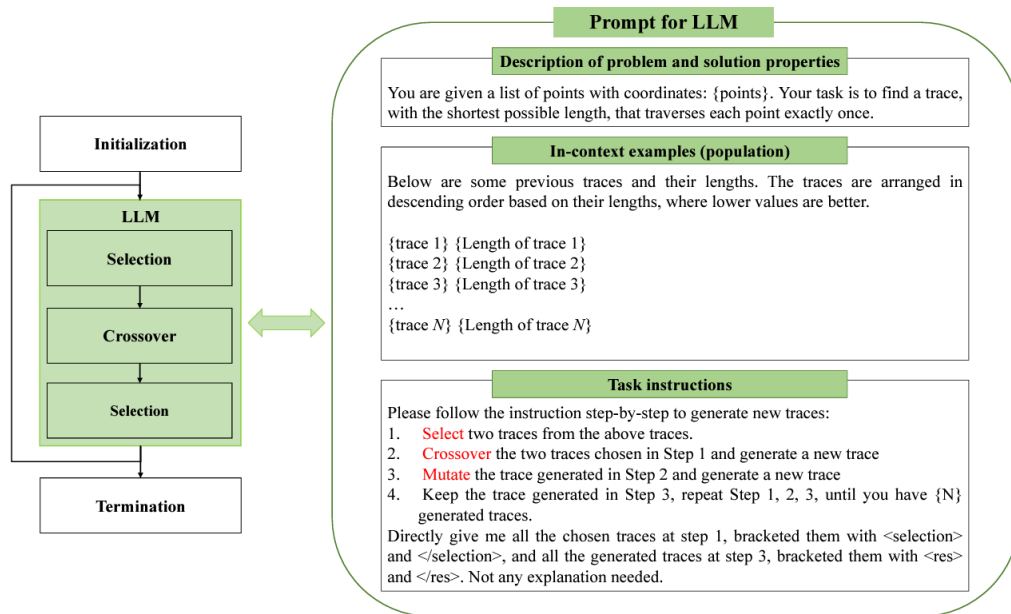 Prompt for LLM
Description of problem and solution properties
You are given a list of points with coordinates: {points}. Your task is to find a trace,
with the shortest possible length, that traverses each point exactly once.
Initialization
LLM
Selection
Crossover
Selection
Termination
In-context examples (population)
Below are some previous traces and their lengths. The traces are arranged in
descending order based on their lengths, where lower values are better.
{trace 1} {Length of trace 1}
{trace 2} {Length of trace 2}
{trace 3} {Length of trace 3}
…
{trace N} {Length of trace N}
Task instructions
Please follow the instruction step-by-step to generate new traces:
1. Select two traces from the above traces.
2. Crossover the two traces chosen in Step 1 and generate a new trace
3. Mutate the trace generated in Step 2 and generate a new trace
4. Keep the trace generated in Step 3, repeat Step 1, 2, 3, until you have {N}
generated traces.
Directly give me all the chosen traces at step 1, bracketed them with <selection>
and </selection>, and all the generated traces at step 3, bracketed them with <res>
and </res>. Not any explanation needed.